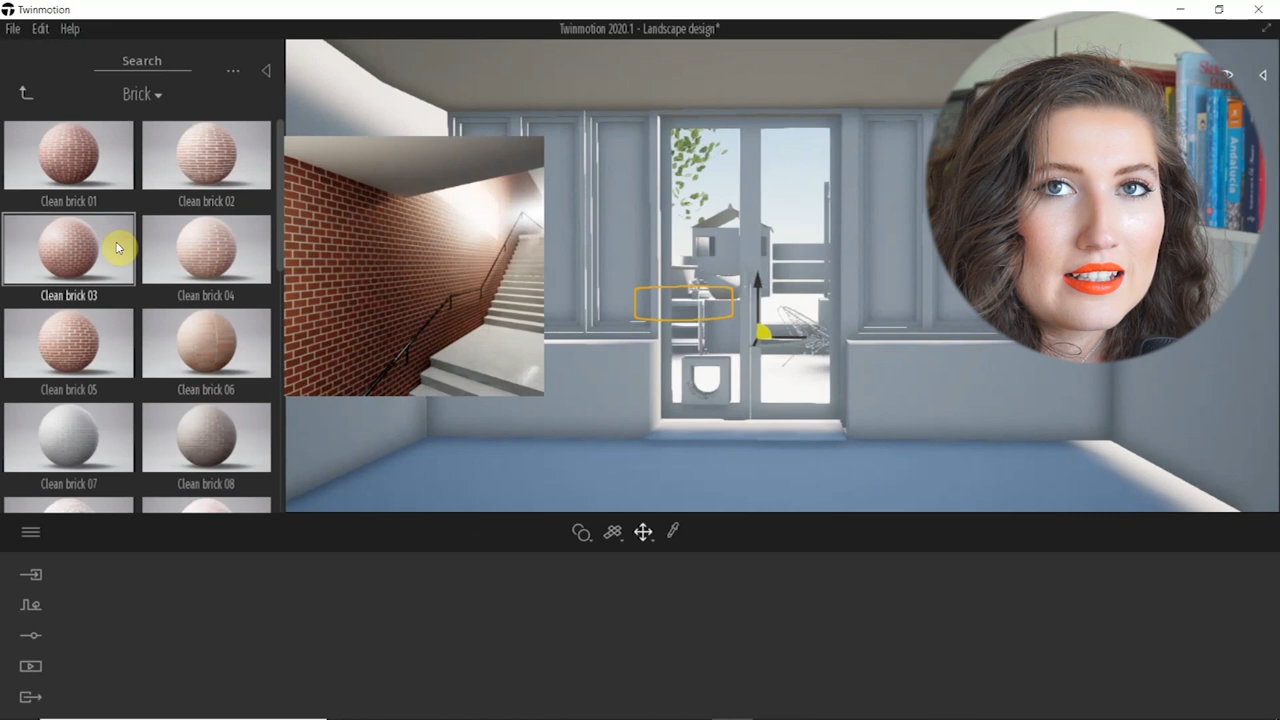 Twinmotion
File Edit Help
Twinmotion 2020.1 - Landscape design*
Search
...
Brick
Clean brick 01
Clean brick 02
Clean brick 03
Clean brick 04
Clean brick 05
Clean brick 06
Clean brick 07
Clean brick 08
Andalucia